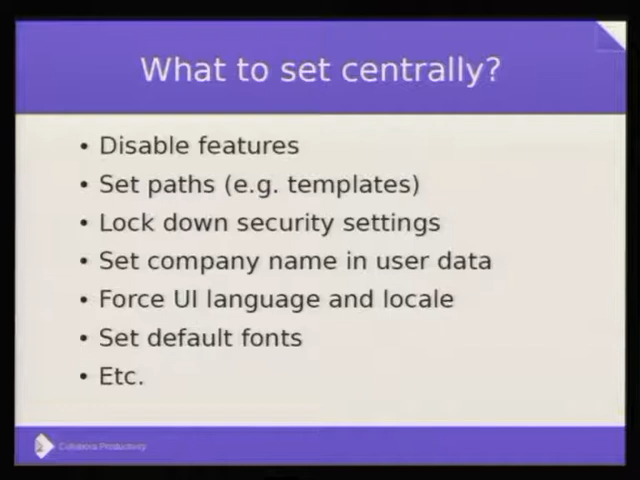 What to set centrally?
• Disable features
• Set paths (e.g. templates)
• Lock down security settings
• Set company name in user data
• Force UI language and locale
• Set default fonts
• Etc.
Collabora Productivity